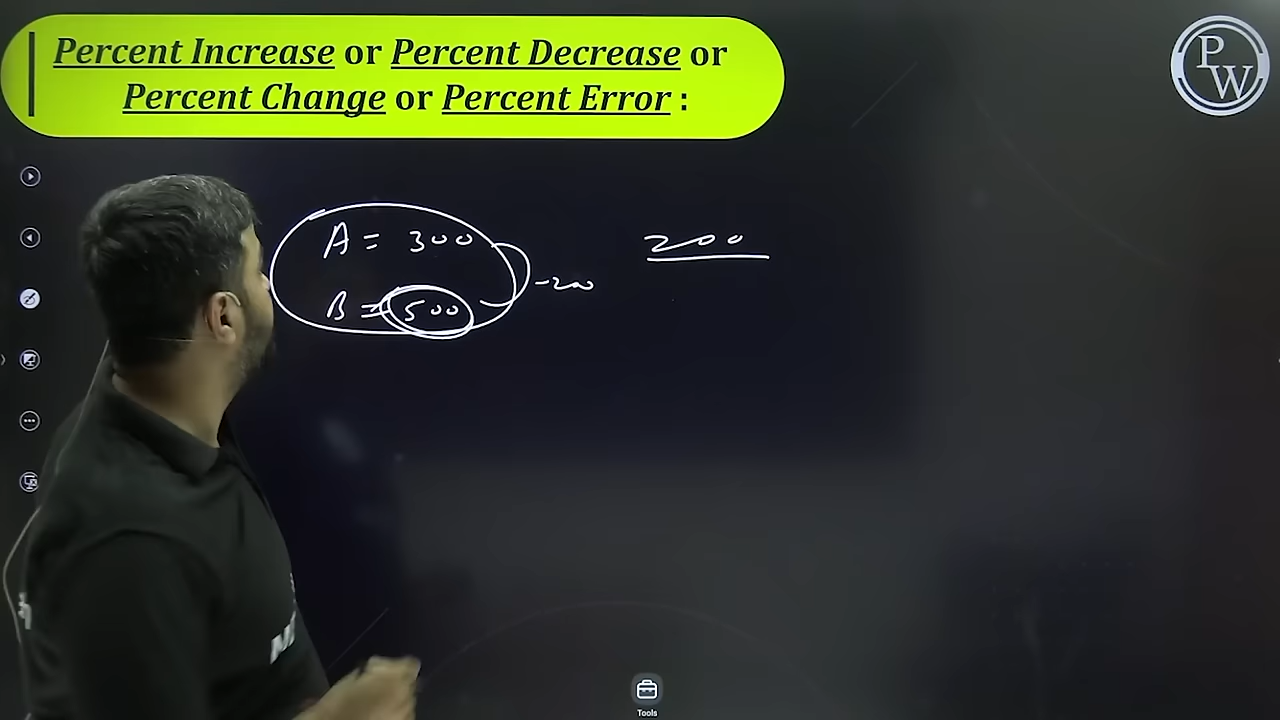 Percent Increase or Percent Decrease or
Percent Change or Percent Error :
PW
A = 300
200
-200
B = 500
Tools